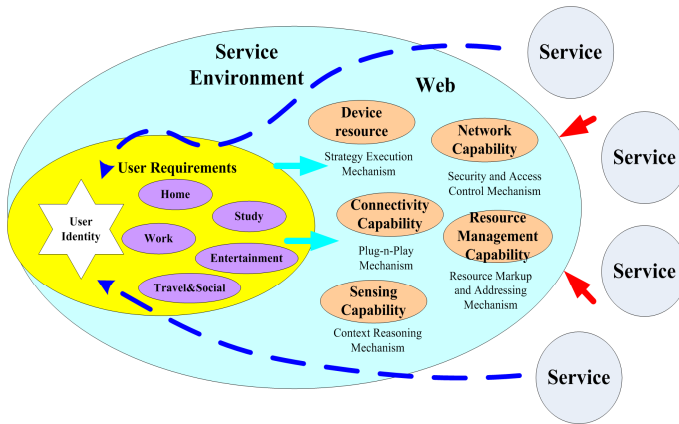 Service
Environment
Web
Service
Device
resource
Strategy Execution
Mechanism
Network
Capability
Security and Access
Control Mechanism
Service
User Requirements
Home
Study
User
Identity
Work
Entertainment
Travel&Social
Connectivity
Capability
Plug-n-Play
Mechanism
Resource
Management
Capability
Resource Markup
and Addressing
Mechanism
Service
Sensing
Capability
Context Reasoning
Mechanism
Service